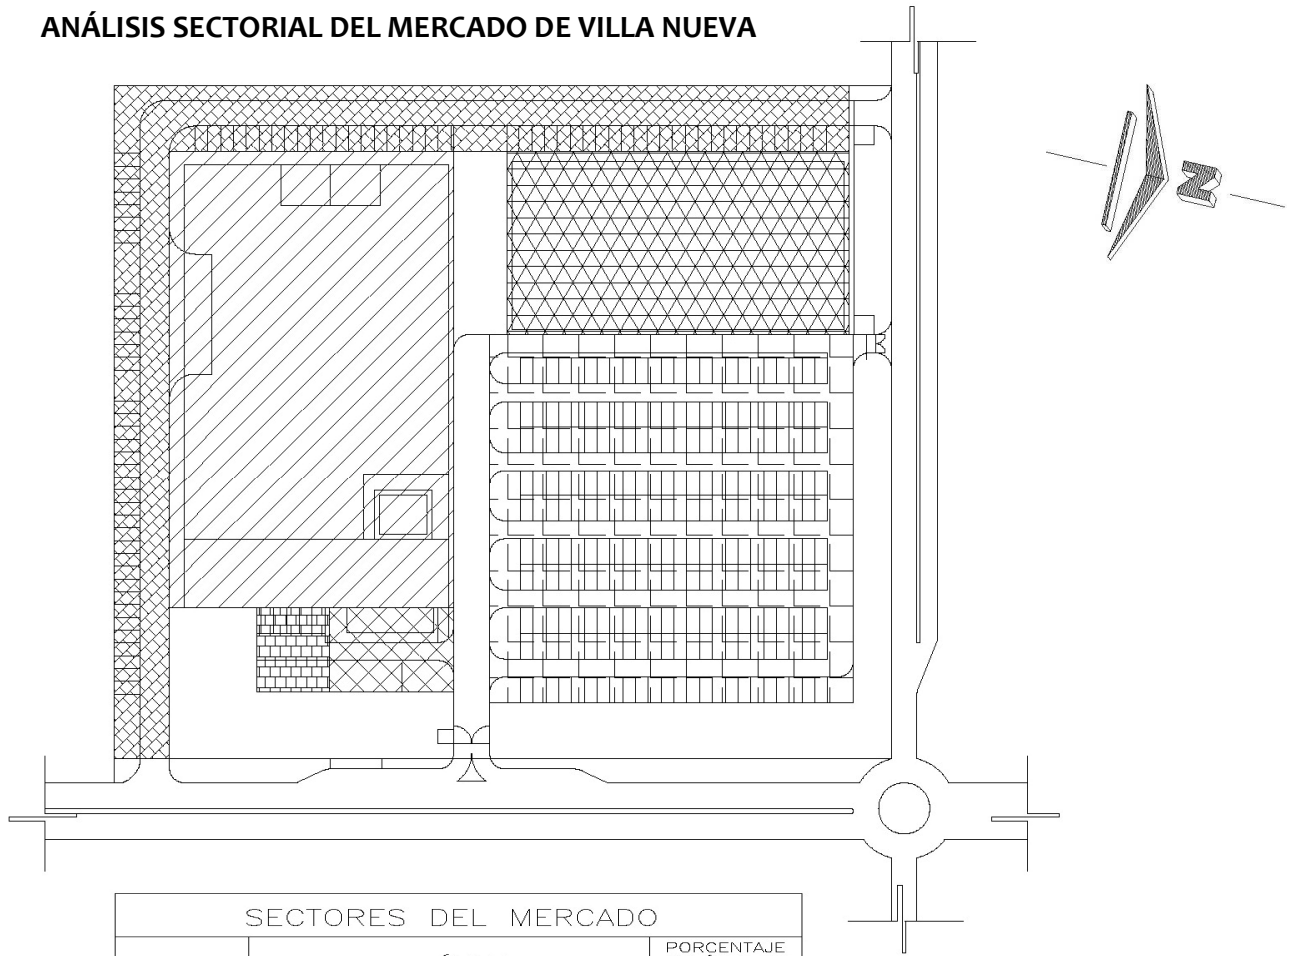 ANÁLISIS SECTORIAL DEL MERCADO DE VILLA NUEVA
N
SECTORES DEL MERCADO
PORCENTAJE